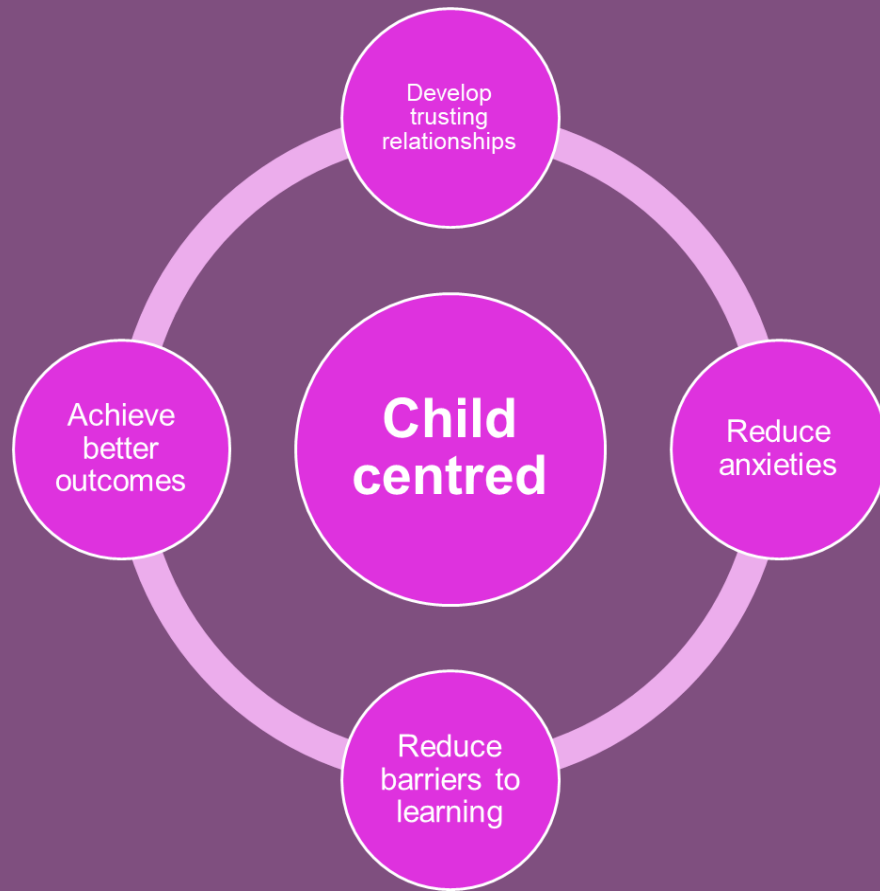 Develop
trusting
relationships
Child
centred
Achieve
better
outcomes
Reduce
anxieties
Reduce
barriers to
learning